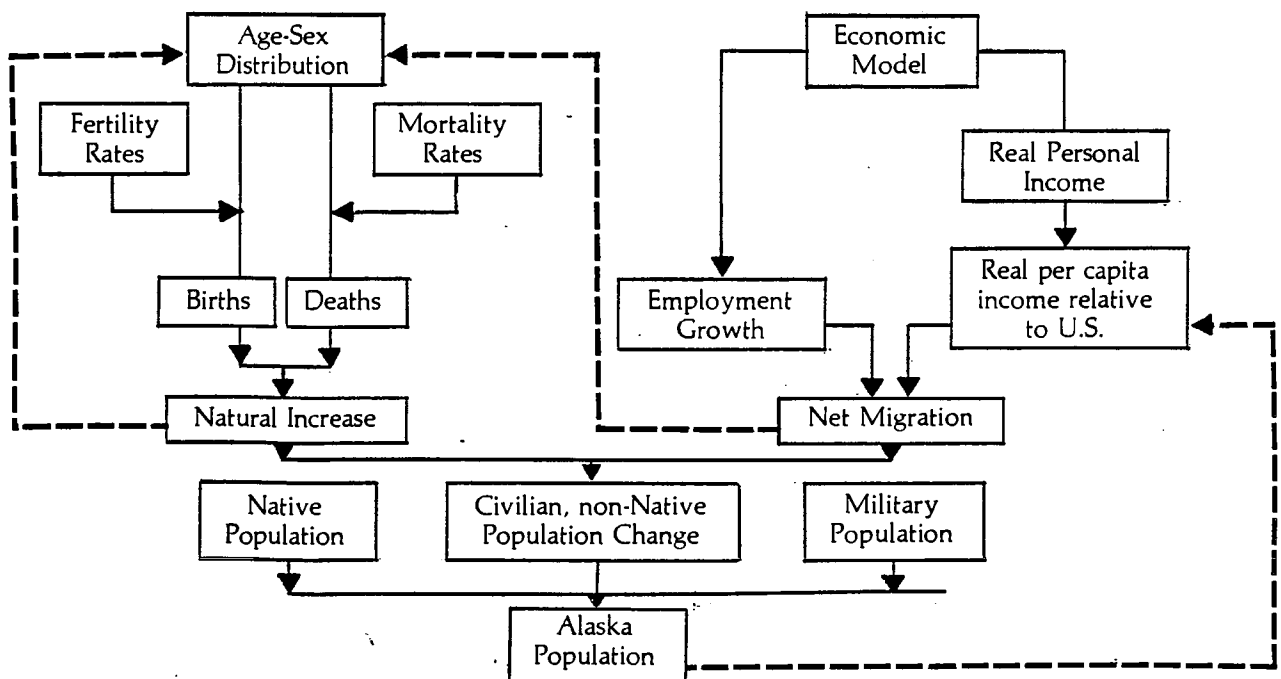 Age-Sex
Distribution
Economic
Model
Fertility
Rates
Mortality
Rates
Real Personal
Income
Births
Deaths
Employment
Growth
Real per capita
income relative
to U.S.
Natural Increase
Net Migration
Native
Population
Civilian, non-Native
Population Change
Military
Population
Alaska
Population